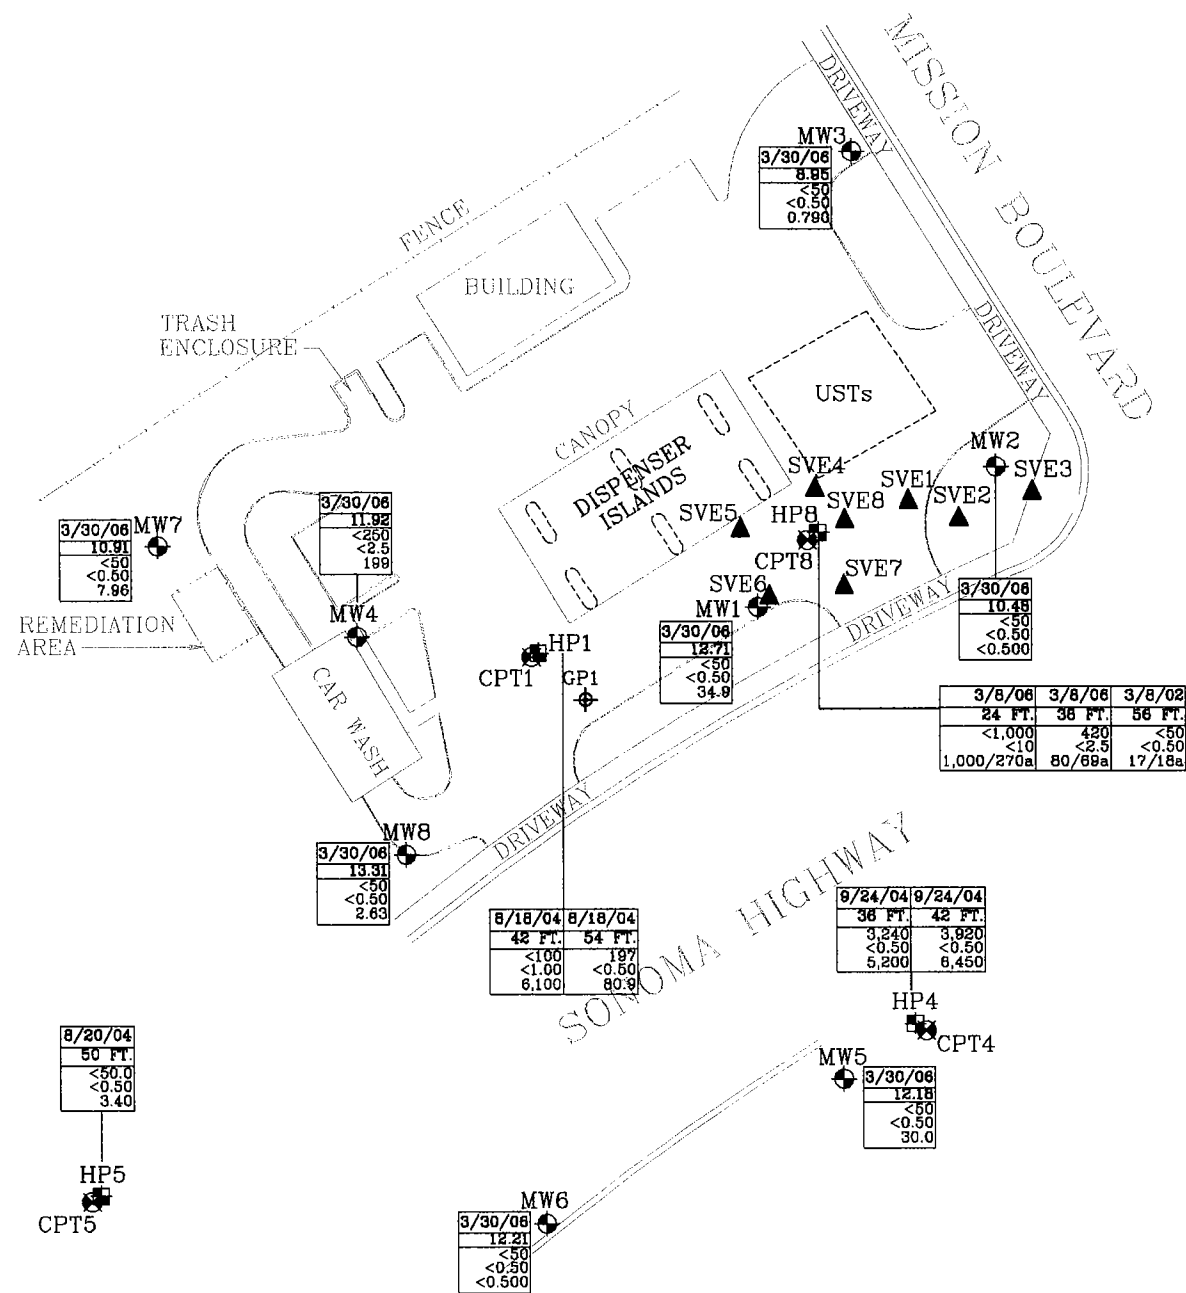 MISSION BOULEVARD
DRIVEWAY
MW3
3/30/06
8.95
<50
<0.50
0.790
FENCE
BUILDING
TRASH
ENCLOSURE
DRIVEWAY
USTs
CANOPY
DISPENSER
ISLANDS
MW2
SVE4
SVE1
SVE3
SVE2
SVE8
SVE5
HP8
CPT8
SVE7
SVE6
MW1
3/30/06
12.71
<50
<0.50
34.9
DRIVEWAY
3/30/06
10.48
<50
<0.50
<0.500
3/30/06
11.92
<250
<2.5
199
MW4
MW7
3/30/06
10.91
<50
<0.50
7.96
REMEDIATION
AREA
CAR WASH
HP1
CPT1
GP1
3/8/06 3/8/06 3/8/02
24 FT. 36 FT. 56 FT.
<1,000 420 <50
<10 <2.5 <0.50
1,000/270a 80/69a 17/18a
DRIVEWAY
MW8
3/30/06
13.31
<50
<0.50
2.63
SONOMA HIGHWAY
8/18/04 8/18/04
42 FT. 54 FT.
<100 197
<1.00 <0.50
6,100 80.9
9/24/04 9/24/04
36 FT. 42 FT.
3,240 3,920
<0.50 <0.50
5,200 6,450
HP4
CPT4
MW5
3/30/06
12.18
<50
<0.50
30.0
8/20/04
50 FT.
<50.0
<0.50
3.40
HP5
CPT5
MW6
3/30/06
12.21
<50
<0.50
<0.500